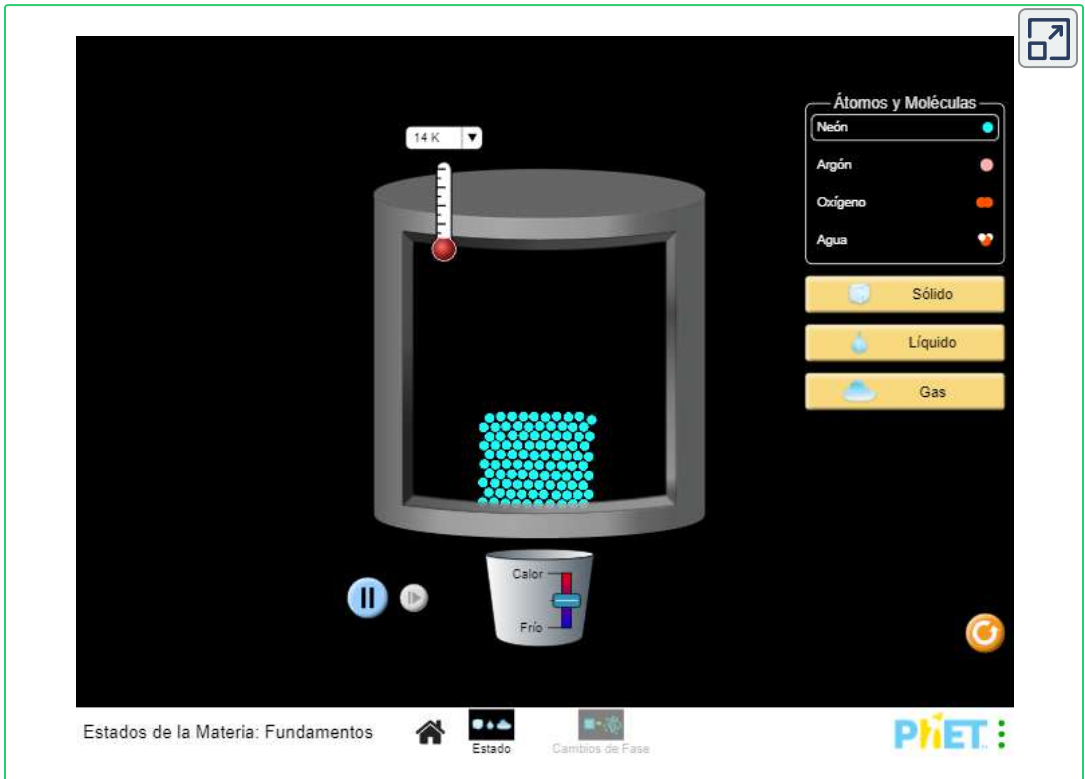 Átomos y Moléculas
Neón
14 K
Argón
Oxígeno
Agua
Sólido
Líquido
Gas
Calor
Frío
Estados de la Materia: Fundamentos
Estado
Cambios de Fase
PhET